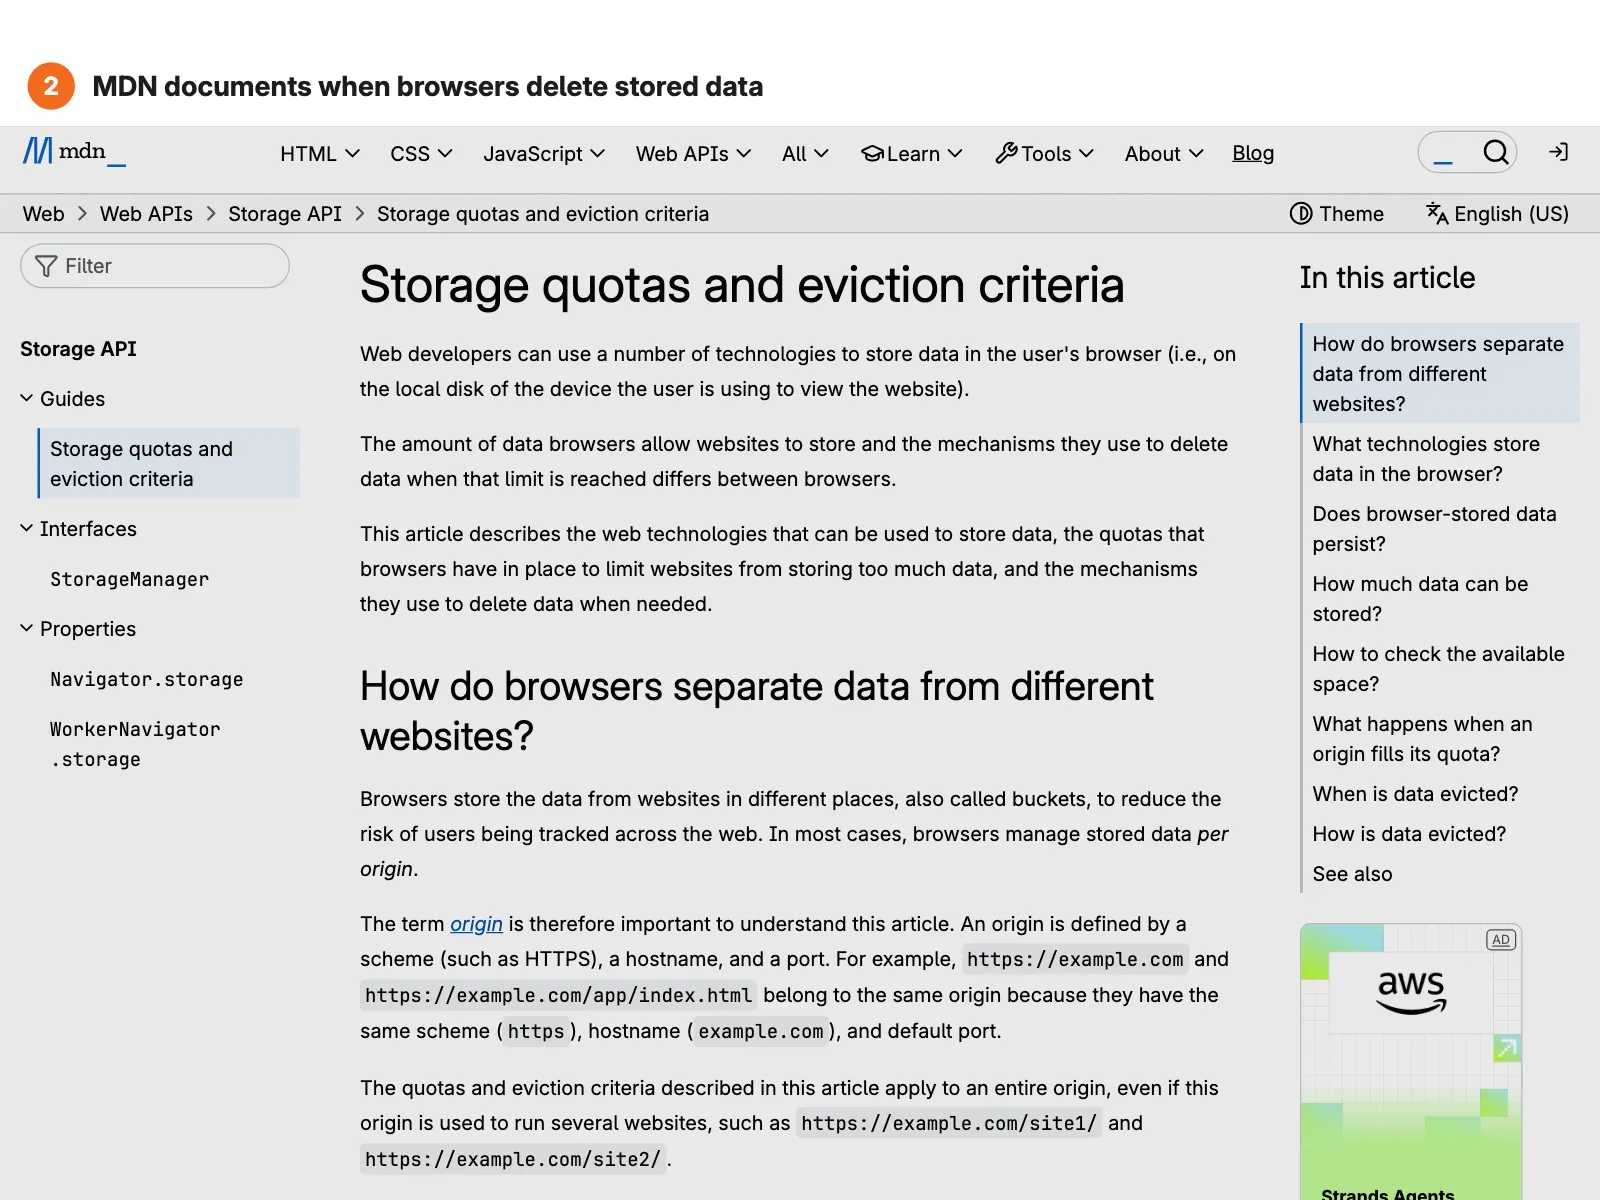 2 MDN documents when browsers delete stored data
mdn_
HTML CSS JavaScript Web APIs All Learn Tools About Blog
Web Web APIs Storage API Storage quotas and eviction criteria
Theme English (US)
Filter
Storage API
Guides
Storage quotas and
eviction criteria
Interfaces
StorageManager
Properties
Navigator.storage
WorkerNavigator
.storage
Storage quotas and eviction criteria
Web developers can use a number of technologies to store data in the user's browser (i.e., on
the local disk of the device the user is using to view the website).
The amount of data browsers allow websites to store and the mechanisms they use to delete
data when that limit is reached differs between browsers.
This article describes the web technologies that can be used to store data, the quotas that
browsers have in place to limit websites from storing too much data, and the mechanisms
they use to delete data when needed.
How do browsers separate data from different
websites?
Browsers store the data from websites in different places, also called buckets, to reduce the
risk of users being tracked across the web. In most cases, browsers manage stored data per
origin.
The term origin is therefore important to understand this article. An origin is defined by a
scheme (such as HTTPS), a hostname, and a port. For example, https://example.com and
https://example.com/app/index.html belong to the same origin because they have the
same scheme (https), hostname (example.com), and default port.
The quotas and eviction criteria described in this article apply to an entire origin, even if this
origin is used to run several websites, such as https://example.com/site1/ and
https://example.com/site2/.
In this article
How do browsers separate
data from different
websites?
What technologies store
data in the browser?
Does browser-stored data
persist?
How much data can be
stored?
How to check the available
space?
What happens when an
origin fills its quota?
When is data evicted?
How is data evicted?
See also
AD
aws
Strands Agents